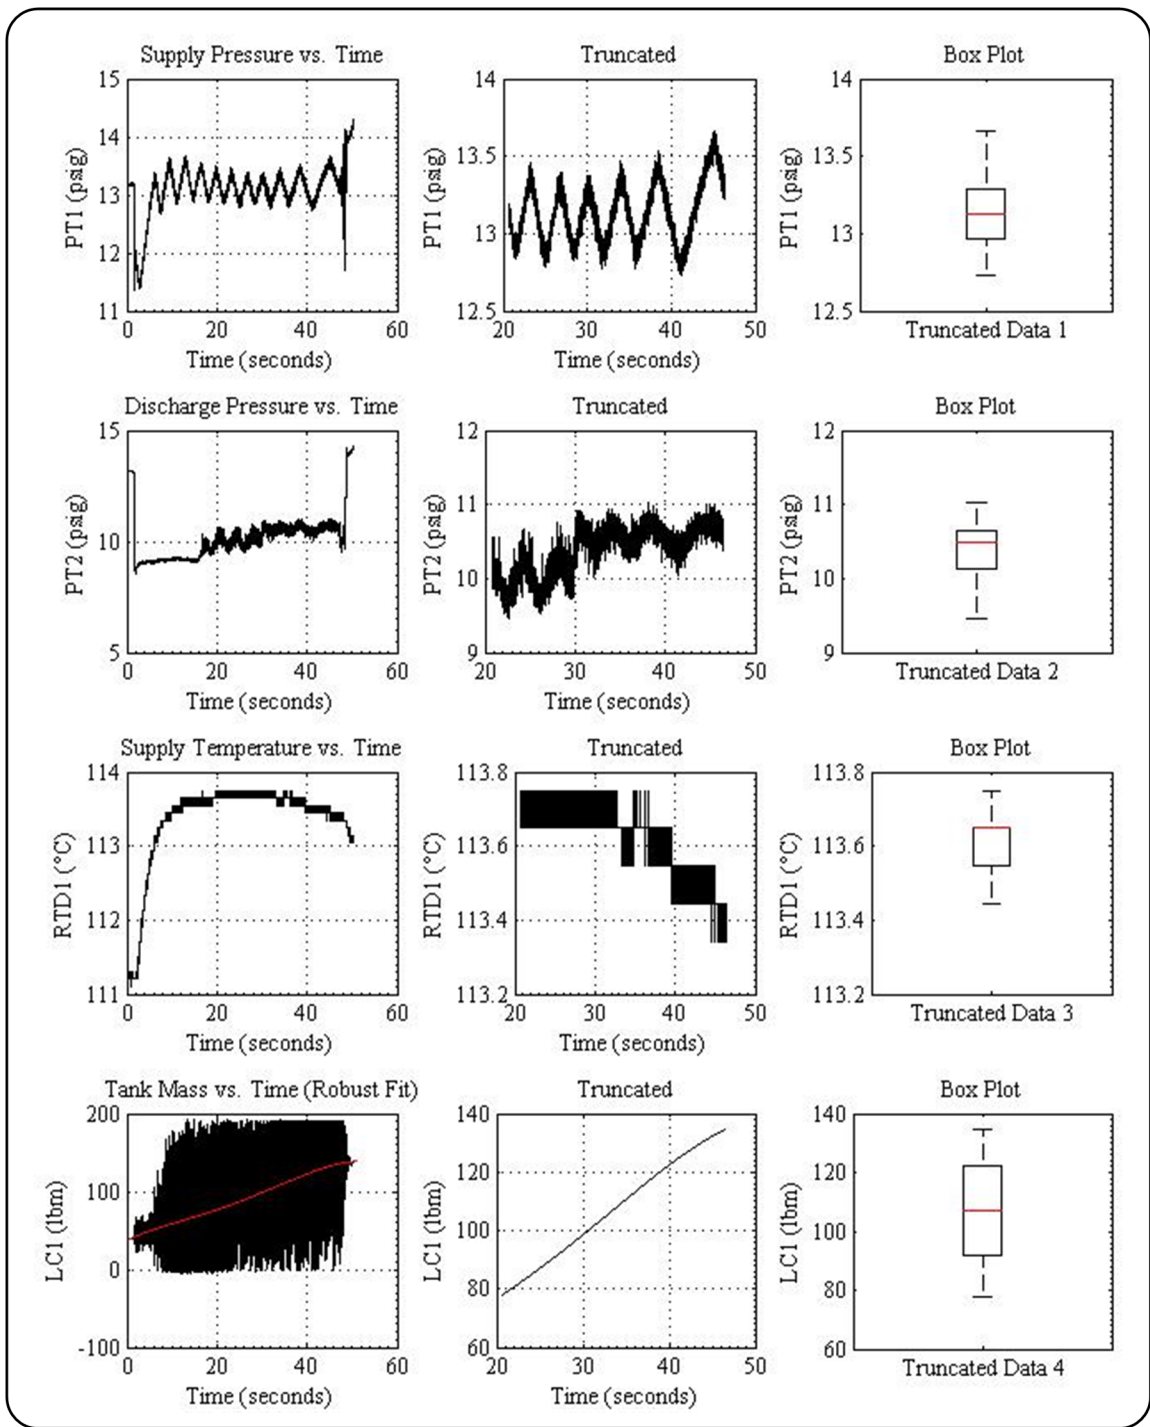 Supply Pressure vs. Time
Truncated
Box Plot
15
14
13
12
11
PT1 (psig)
0
20
40
60
Time (seconds)
14
13.5
13
12.5
PT1 (psig)
20
30
40
50
Time (seconds)
14
13.5
13
12.5
PT1 (psig)
Truncated Data 1
Discharge Pressure vs. Time
Truncated
Box Plot
15
10
5
PT2 (psig)
0
20
40
60
Time (seconds)
12
11
10
9
PT2 (psig)
20
30
40
50
Time (seconds)
12
11
10
9
PT2 (psig)
Truncated Data 2
Supply Temperature vs. Time
Truncated
Box Plot
114
113
112
111
RTD1 (°C)
0
20
40
60
Time (seconds)
113.8
113.6
113.4
113.2
RTD1 (°C)
20
30
40
50
Time (seconds)
113.8
113.6
113.4
113.2
RTD1 (°C)
Truncated Data 3
Tank Mass vs. Time (Robust Fit)
Truncated
Box Plot
200
100
0
-100
LC1 (lbm)
0
20
40
60
Time (seconds)
140
120
100
80
60
LC1 (lbm)
20
30
40
50
Time (seconds)
140
120
100
80
60
LC1 (lbm)
Truncated Data 4